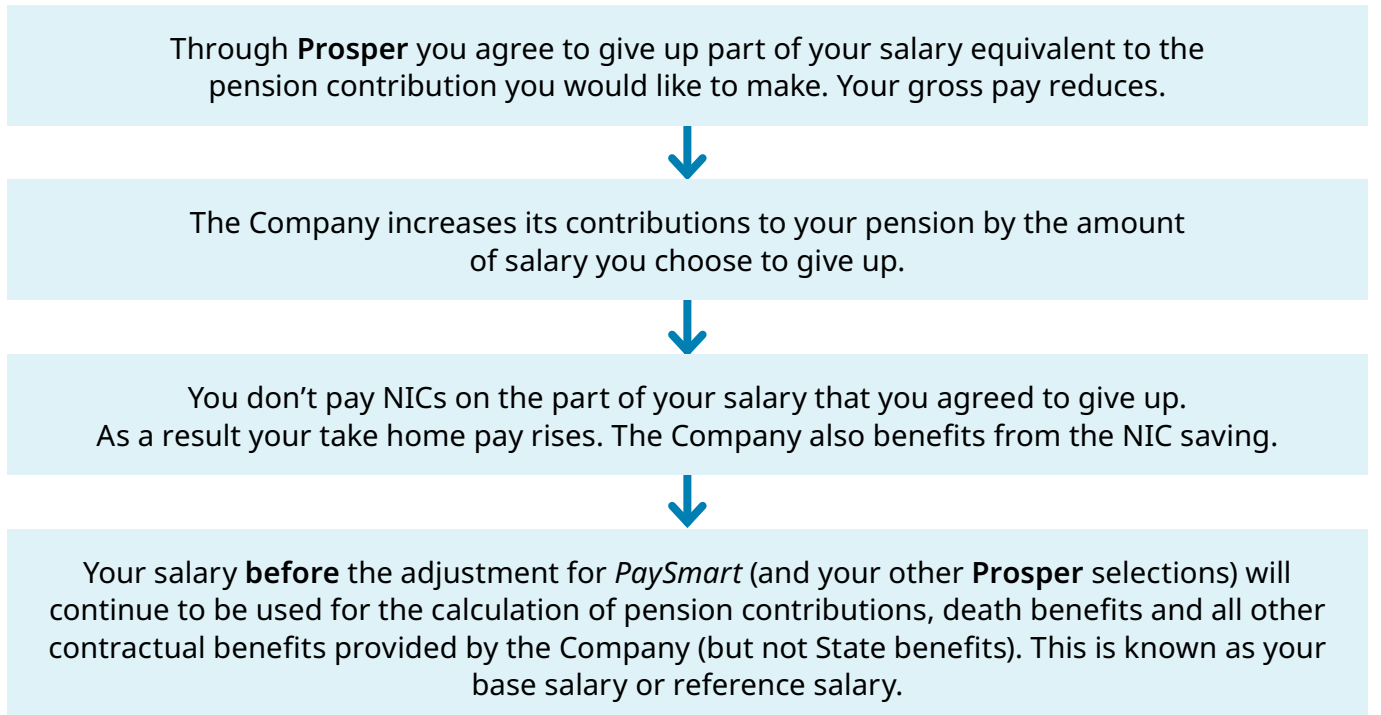 Through Prosper you agree to give up part of your salary equivalent to the
pension contribution you would like to make. Your gross pay reduces.
The Company increases its contributions to your pension by the amount
of salary you choose to give up.
You don’t pay NICs on the part of your salary that you agreed to give up.
As a result your take home pay rises. The Company also benefits from the NIC saving.
Your salary before the adjustment for PaySmart (and your other Prosper selections) will
continue to be used for the calculation of pension contributions, death benefits and all other
contractual benefits provided by the Company (but not State benefits). This is known as your
base salary or reference salary.